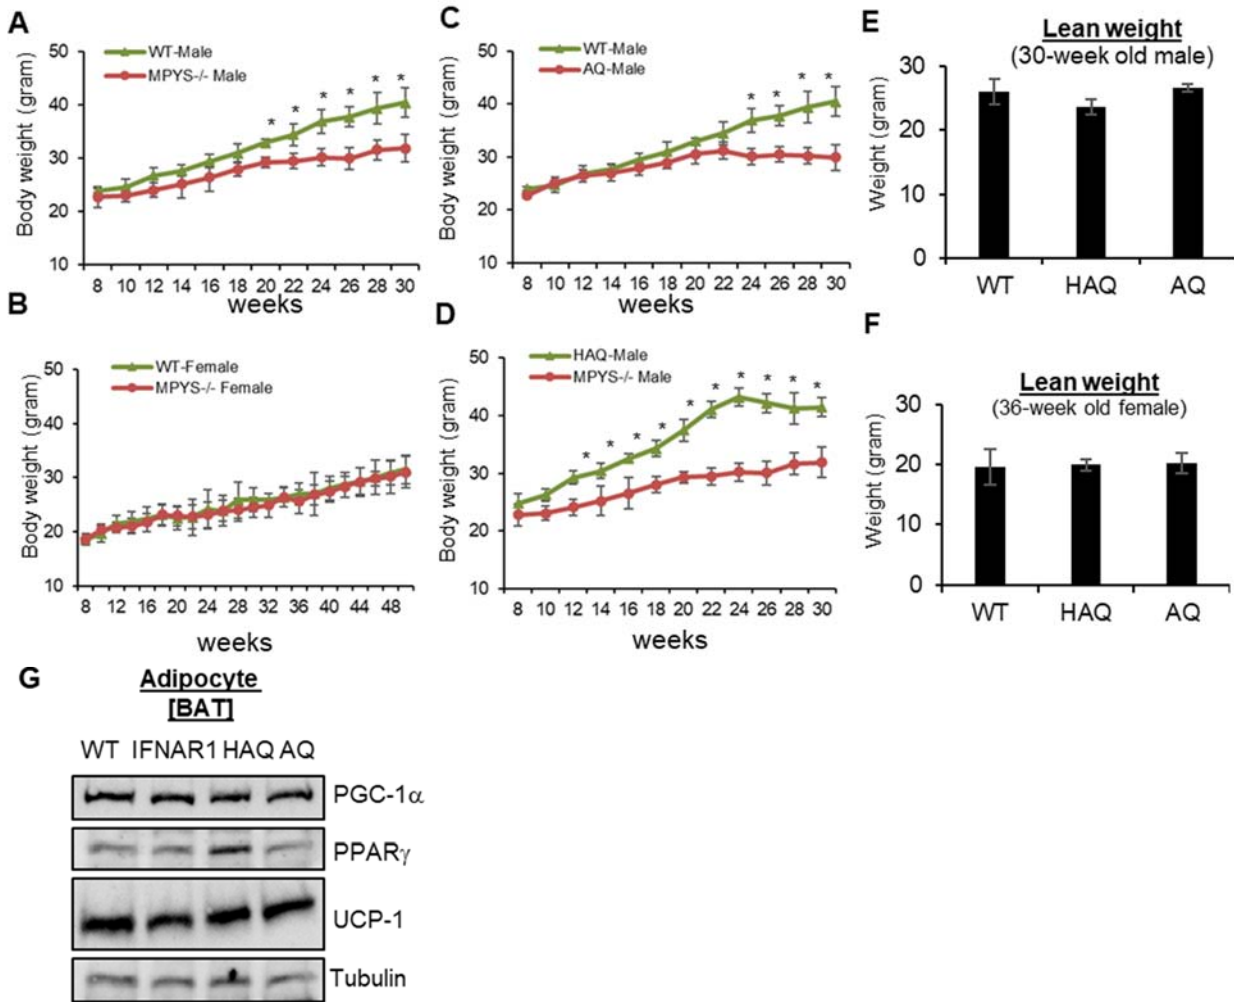 A
WT-Male
MPYS-/- Male
Body weight (gram)
50
40
30
20
10
* * * * * *
8 10 12 14 16 18 20 22 24 26 28 30
weeks
B
WT-Female
MPYS-/- Female
Body weight (gram)
50
40
30
20
10
8 12 16 20 24 28 32 36 40 44 48
weeks
C
WT-Male
AQ-Male
Body weight (gram)
50
40
30
20
10
* * * *
8 10 12 14 16 18 20 22 24 26 28 30
weeks
D
HAQ-Male
MPYS-/- Male
Body weight (gram)
50
40
30
20
10
* * * * * * * * * *
8 10 12 14 16 18 20 22 24 26 28 30
weeks
E
Lean weight
(30-week old male)
Weight (gram)
30
20
10
0
WT HAQ AQ
F
Lean weight
(36-week old female)
Weight (gram)
30
20
10
0
WT HAQ AQ
G
Adipocyte
[BAT]
WT IFNAR1 HAQ AQ
PGC-1α
PPARγ
UCP-1
Tubulin